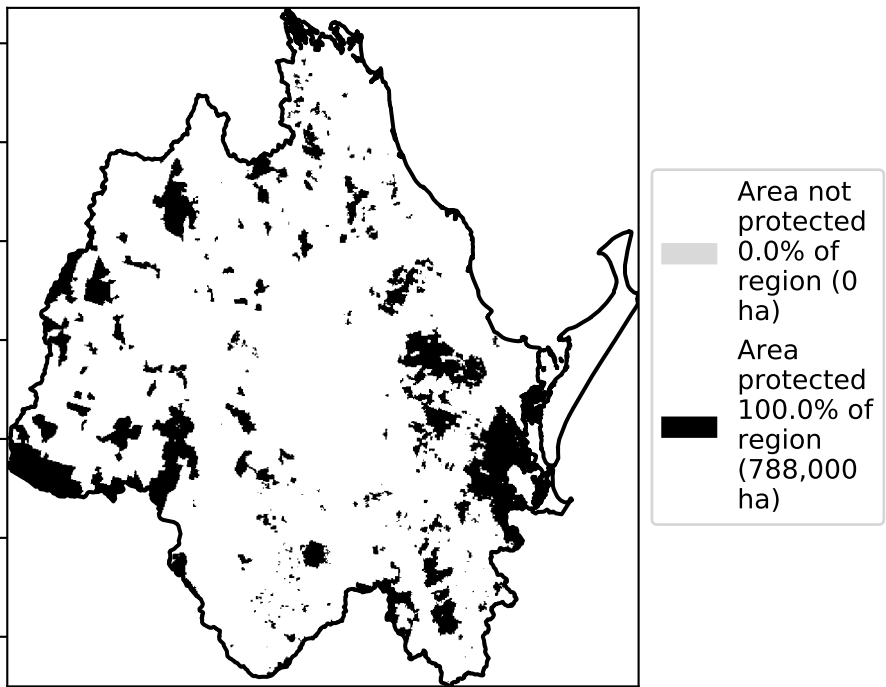 Area not
protected
0.0% of
region (0
ha)
Area
protected
100.0% of
region
(788,000
ha)